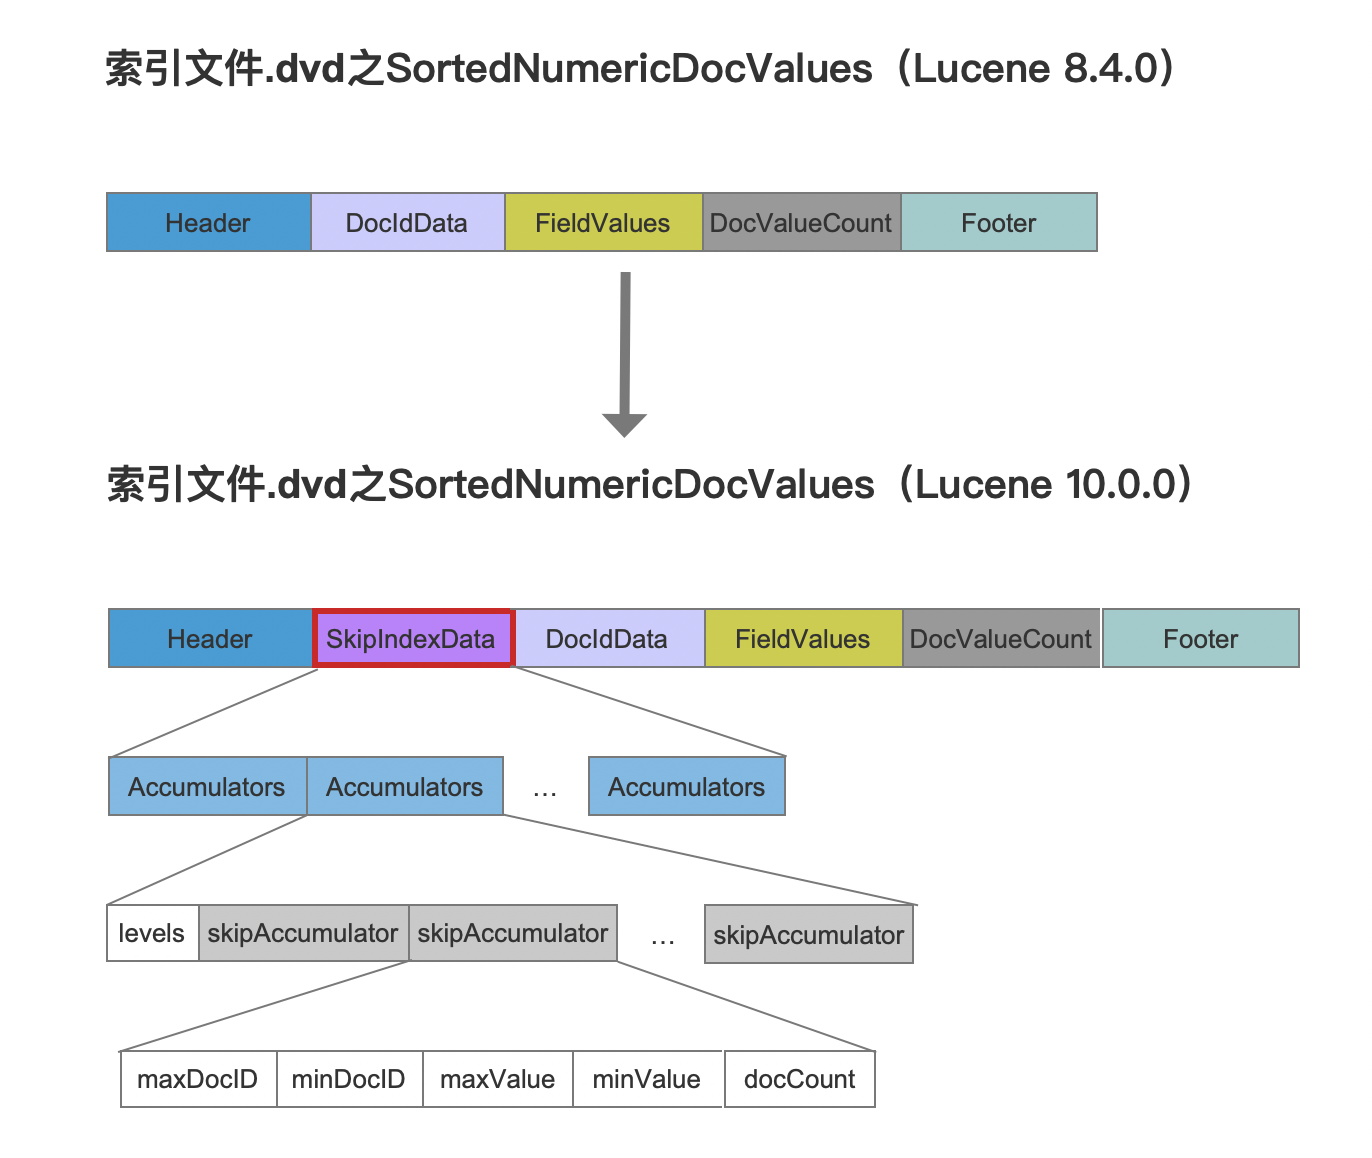 索引文件.dvd之SortedNumericDocValues（Lucene 8.4.0）
Header DocIdData FieldValues DocValueCount Footer
索引文件.dvd之SortedNumericDocValues（Lucene 10.0.0）
Header SkipIndexData DocIdData FieldValues DocValueCount Footer
Accumulators Accumulators ... Accumulators
levels skipAccumulator skipAccumulator ... skipAccumulator
maxDocID minDocID maxValue minValue docCount